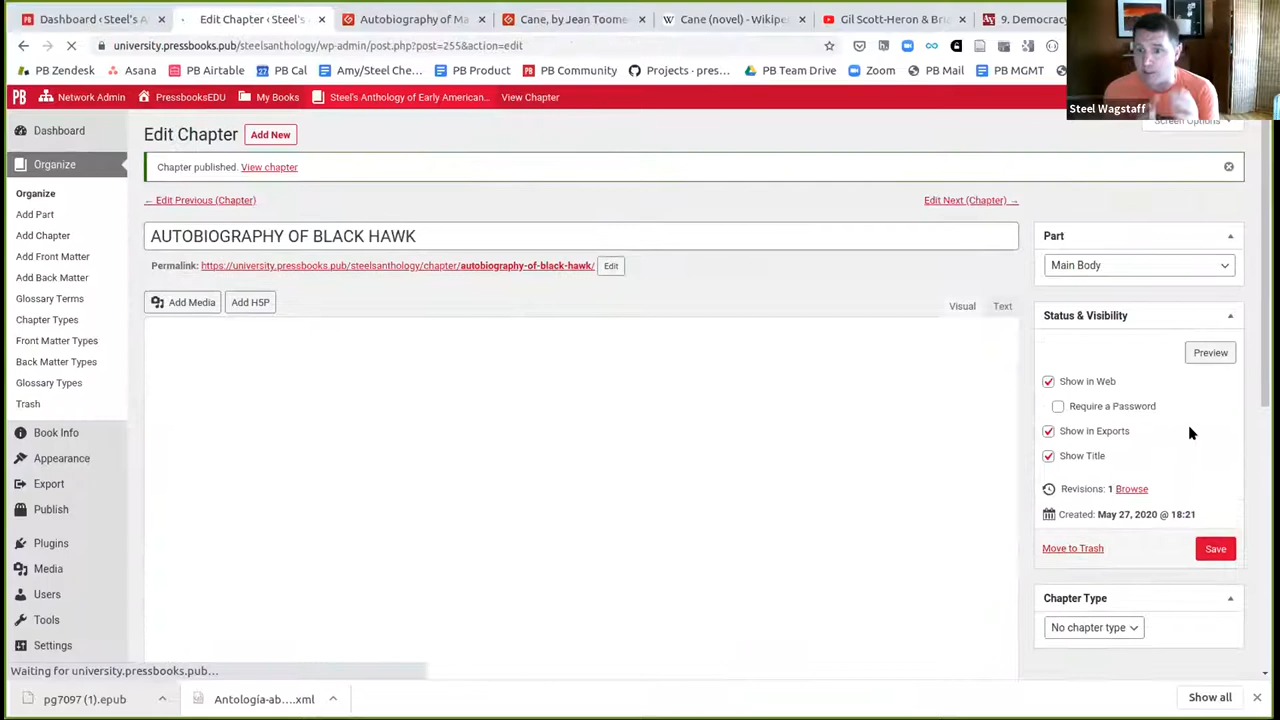 Dashboard ‹ Steel's A
Edit Chapter ‹ Steel's
Autobiography of Ma
Cane, by Jean Toome
Cane (novel) - Wikipe
Gil Scott-Heron & Bri
9. Democracy
university.pressbooks.pub/steelsanthology/wp-admin/post.php?post=255&action=edit
PB Zendesk
Asana
PB Airtable
PB Cal
Amy/Steel Che...
PB Product
PB Community
Projects · pres...
PB Team Drive
Zoom
PB Mail
PB MGMT
Steel Wagstaff
Network Admin
PressbooksEDU
My Books
Steel's Anthology of Early American...
View Chapter
Screen Options
Dashboard
Organize
Organize
Add Part
Add Chapter
Add Front Matter
Add Back Matter
Glossary Terms
Chapter Types
Front Matter Types
Back Matter Types
Glossary Types
Trash
Book Info
Appearance
Export
Publish
Plugins
Media
Users
Tools
Settings
Edit Chapter
Add New
Chapter published. View chapter
← Edit Previous (Chapter)
Edit Next (Chapter) →
AUTOBIOGRAPHY OF BLACK HAWK
Permalink: https://university.pressbooks.pub/steelsanthology/chapter/autobiography-of-black-hawk/ Edit
Add Media
Add H5P
Visual
Text
Part
Main Body
Status & Visibility
Preview
Show in Web
Require a Password
Show in Exports
Show Title
Revisions: 1 Browse
Created: May 27, 2020 @ 18:21
Move to Trash
Save
Chapter Type
No chapter type
Waiting for university.pressbooks.pub...
pg7097 (1).epub
Antología-ab....xml
Show all